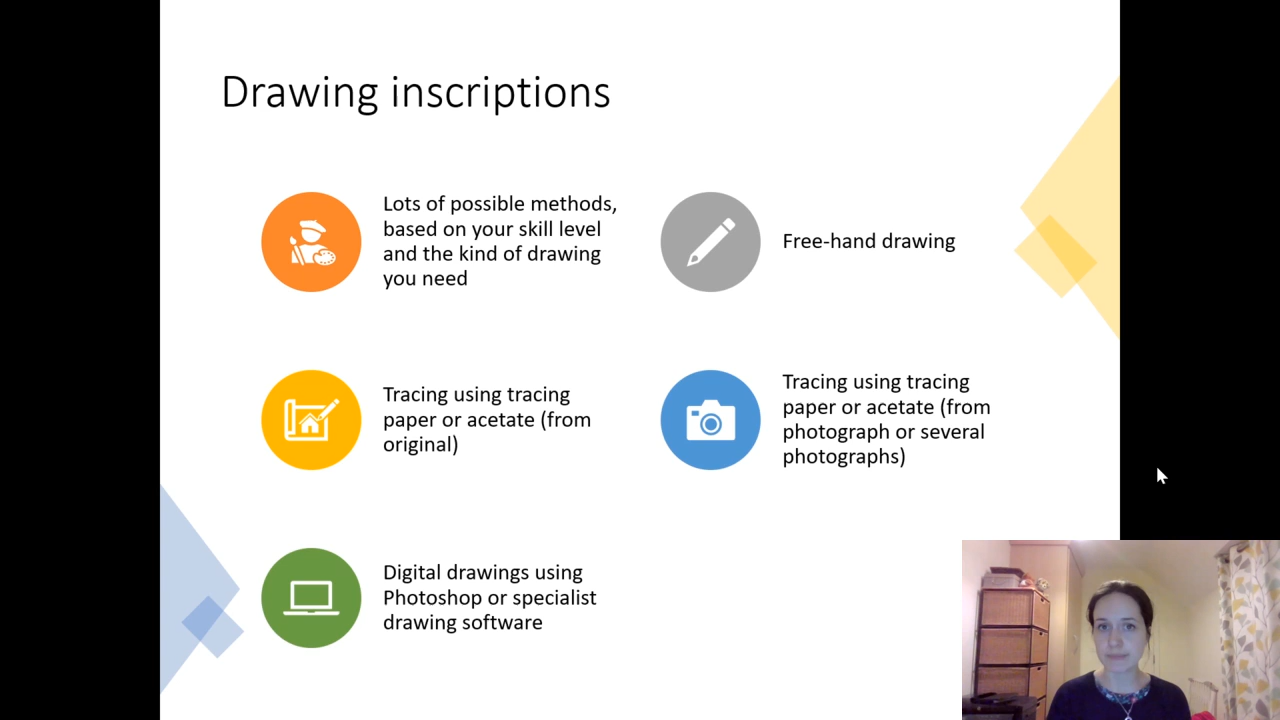 Drawing inscriptions
Lots of possible methods,
based on your skill level
and the kind of drawing
you need
Free-hand drawing
Tracing using tracing
paper or acetate (from
original)
Tracing using tracing
paper or acetate (from
photograph or several
photographs)
Digital drawings using
Photoshop or specialist
drawing software